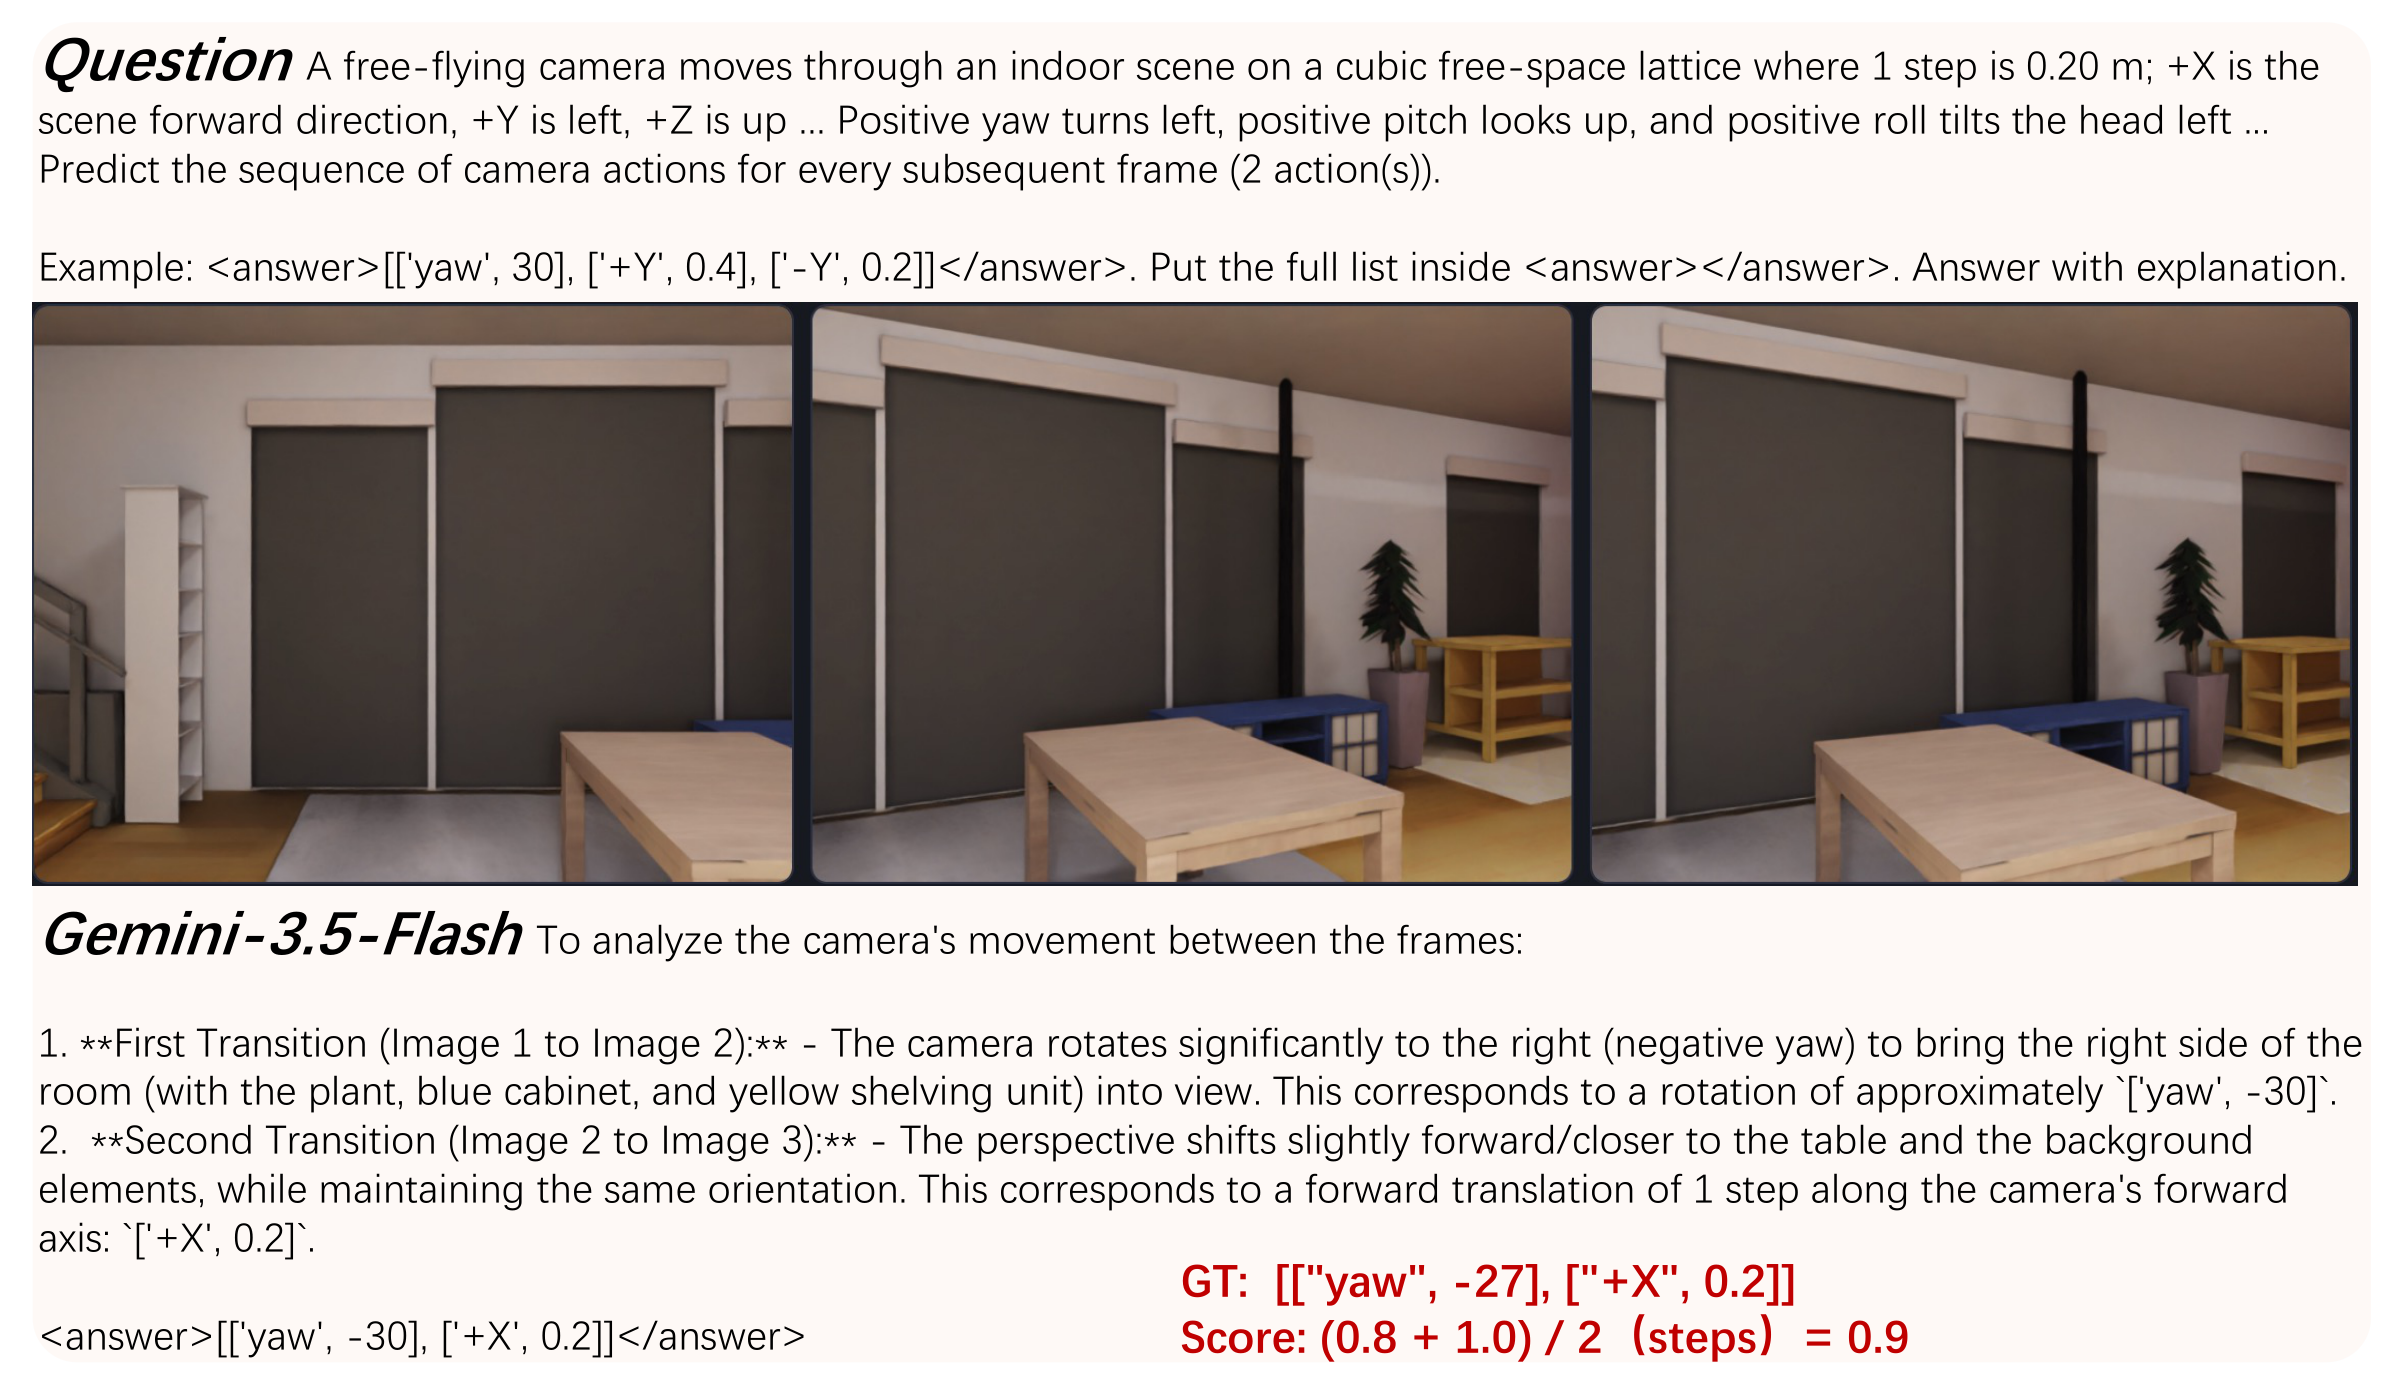 Question A free-flying camera moves through an indoor scene on a cubic free-space lattice where 1 step is 0.20 m; +X is the
scene forward direction, +Y is left, +Z is up ... Positive yaw turns left, positive pitch looks up, and positive roll tilts the head left ...
Predict the sequence of camera actions for every subsequent frame (2 action(s)).
Example: <answer>[['yaw', 30], ['+Y', 0.4], ['-Y', 0.2]]</answer>. Put the full list inside <answer></answer>. Answer with explanation.
Gemini-3.5-Flash To analyze the camera's movement between the frames:
1. **First Transition (Image 1 to Image 2):** - The camera rotates significantly to the right (negative yaw) to bring the right side of the
room (with the plant, blue cabinet, and yellow shelving unit) into view. This corresponds to a rotation of approximately `['yaw', -30]`.
2.  **Second Transition (Image 2 to Image 3):** - The perspective shifts slightly forward/closer to the table and the background
elements, while maintaining the same orientation. This corresponds to a forward translation of 1 step along the camera's forward
axis: `['+X', 0.2]`.
GT:  [["yaw", -27], ["+X", 0.2]]
<answer>[['yaw', -30], ['+X', 0.2]]</answer>
Score: (0.8 + 1.0) / 2（steps） = 0.9